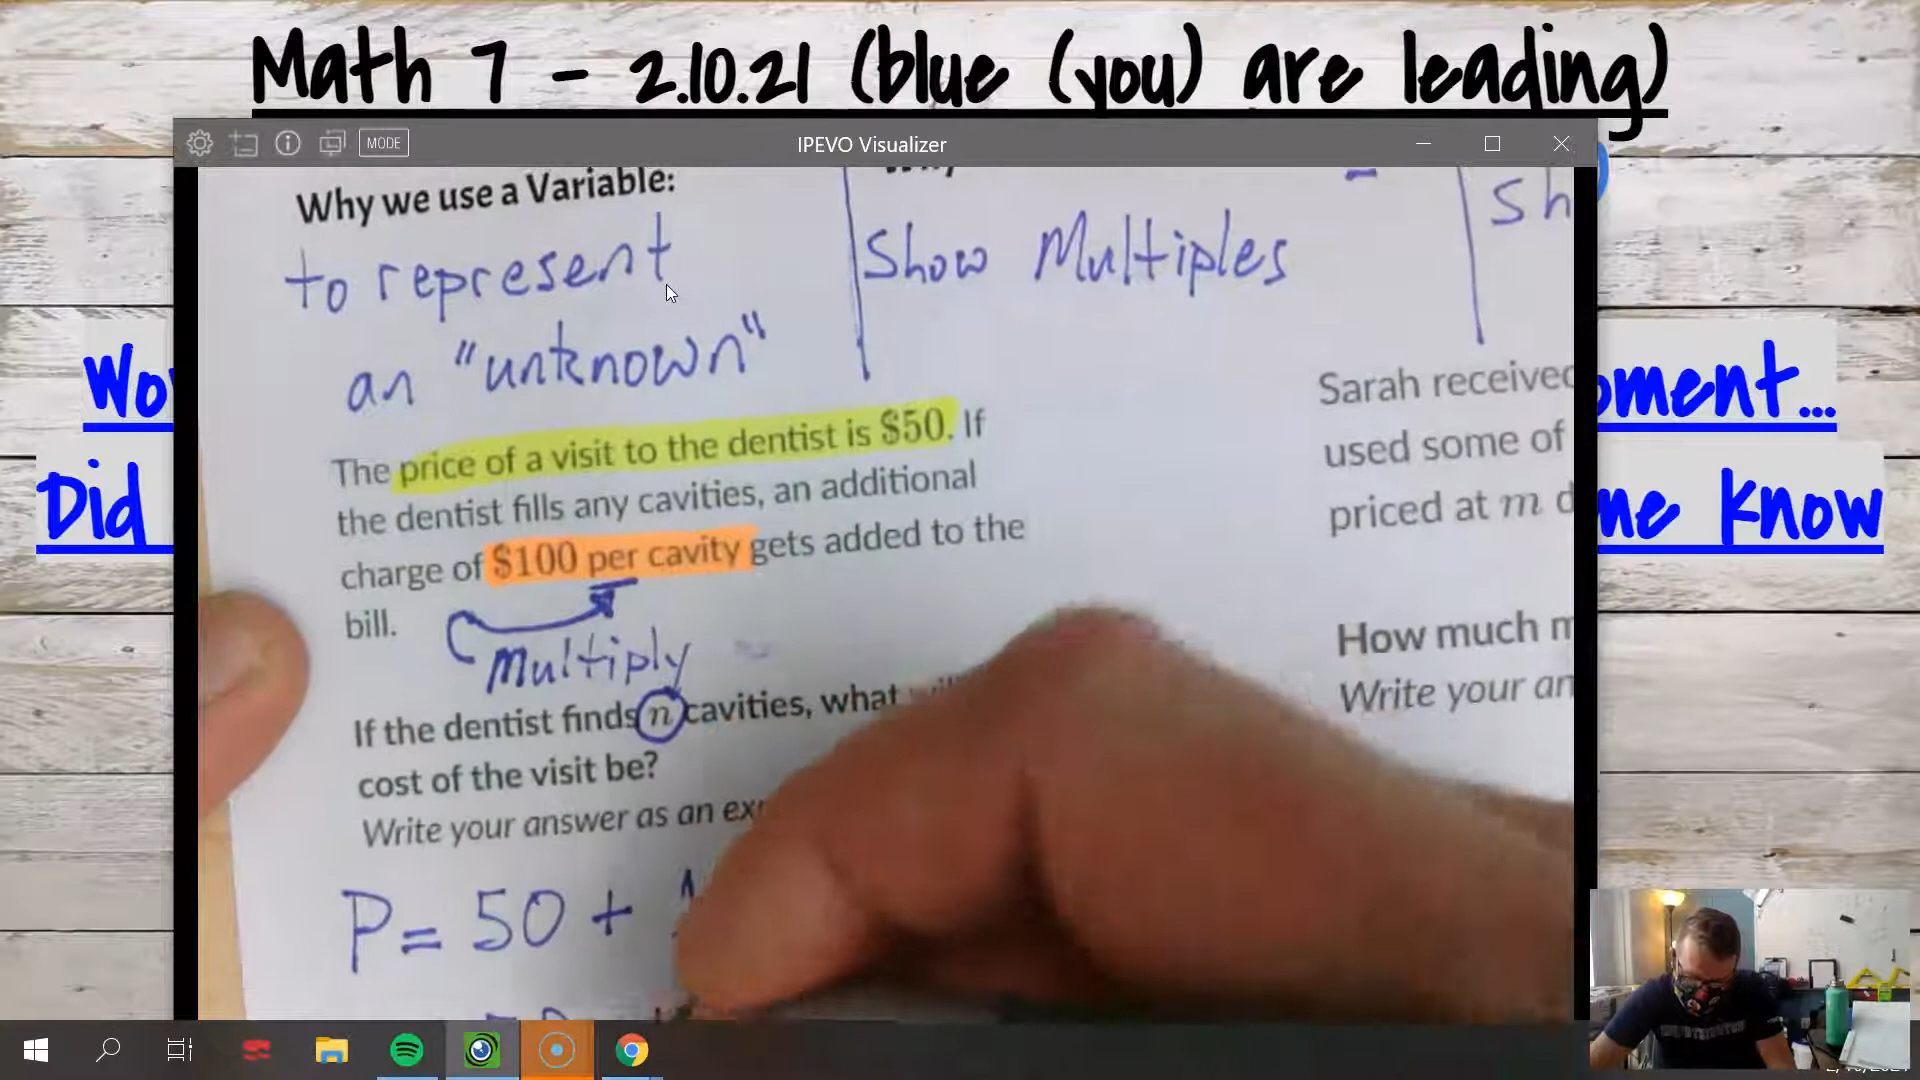 Math 7 - 2.10.21 (blue (you) are leading)
MODE
IPEVO Visualizer
Why we use a Variable:
to represent
an "unknown"
Show Multiples
Sh
The price of a visit to the dentist is $50. If
the dentist fills any cavities, an additional
charge of $100 per cavity gets added to the
bill.
Multiply
If the dentist finds n cavities, what
cost of the visit be?
Write your answer as an
P = 50 +
Sarah received
used some of
priced at m
How much
Write your
Did
me know